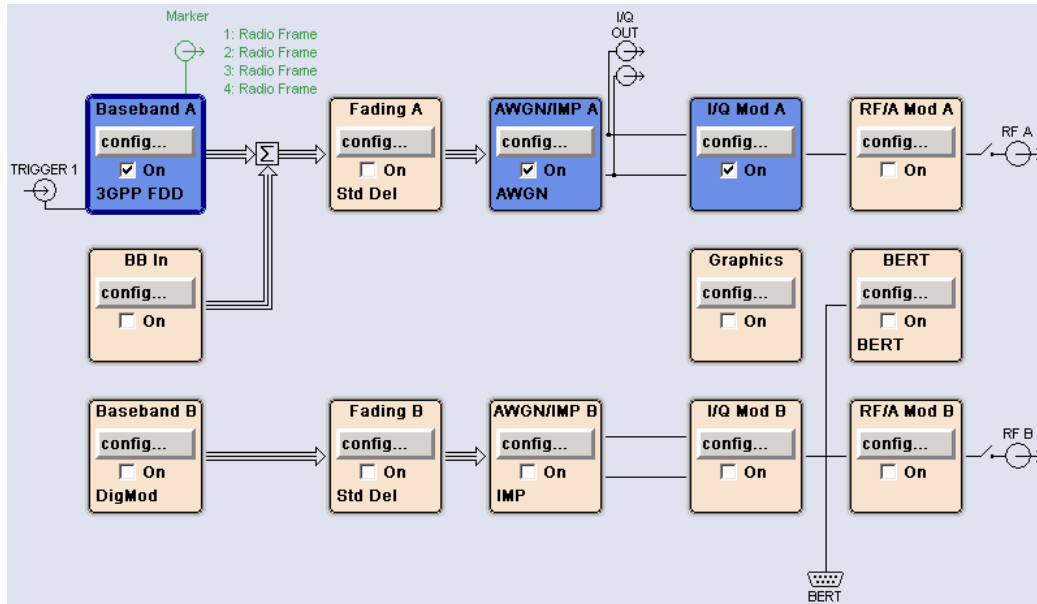 Marker
1: Radio Frame
2: Radio Frame
3: Radio Frame
4: Radio Frame
I/Q
OUT
Baseband A
config...
On
3GPP FDD
TRIGGER 1
Σ
Fading A
config...
On
Std Del
AWGN/IMP A
config...
On
AWGN
I/Q Mod A
config...
On
RF/A Mod A
config...
On
RF A
BB In
config...
On
Graphics
config...
On
BERT
config...
On
BERT
Baseband B
config...
On
DigMod
Fading B
config...
On
Std Del
AWGN/IMP B
config...
On
IMP
I/Q Mod B
config...
On
RF/A Mod B
config...
On
RF B
BERT